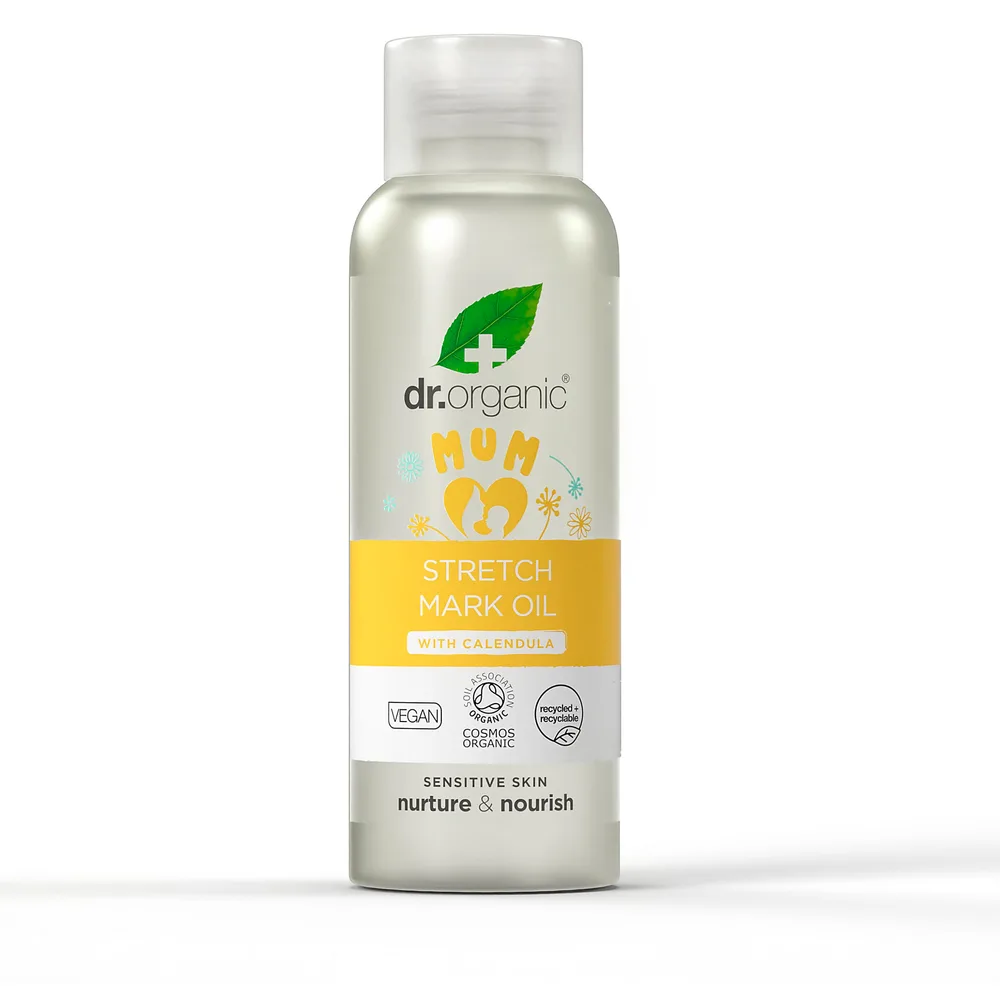 dr.organic®
MUM
STRETCH
MARK OIL
WITH CALENDULA
VEGAN
SOIL ASSOCIATION
ORGANIC
COSMOS
ORGANIC
recycled +
recyclable
SENSITIVE SKIN
nurture & nourish